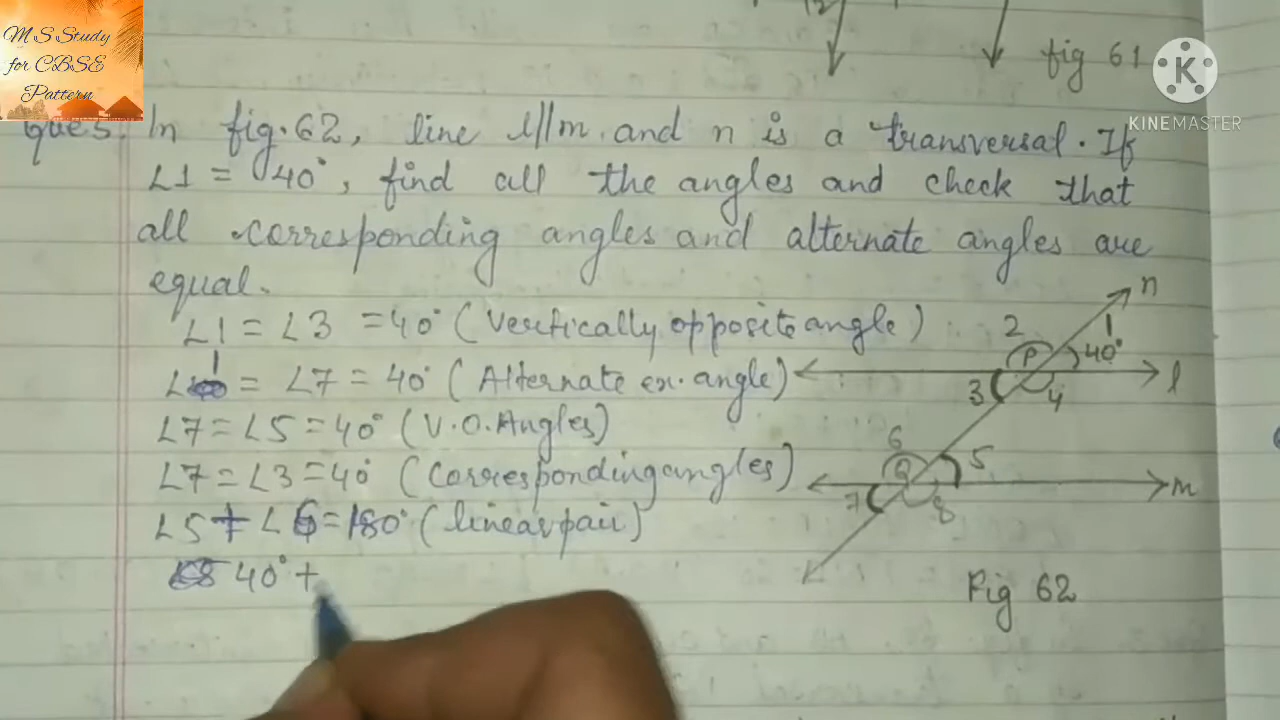 M S Study
for CBSE
Pattern
fig 61
KINEMASTER
Ques. In fig.62, line l//m. and n is a transversal. If
∠1 = 40°, find all the angles and check that
all corresponding angles and alternate angles are
equal.
∠1 = ∠3 = 40° (Vertically opposite angle)
∠1 = ∠7 = 40° (Alternate ex. angle)
∠7 = ∠5 = 40° (V.O. Angles)
∠7 = ∠3 = 40° (Corresponding angles)
∠5 + ∠6 = 180° (linear pair)
40° +
n
2
1
P
40°
l
3
4
6
5
Q
m
7
8
Fig 62